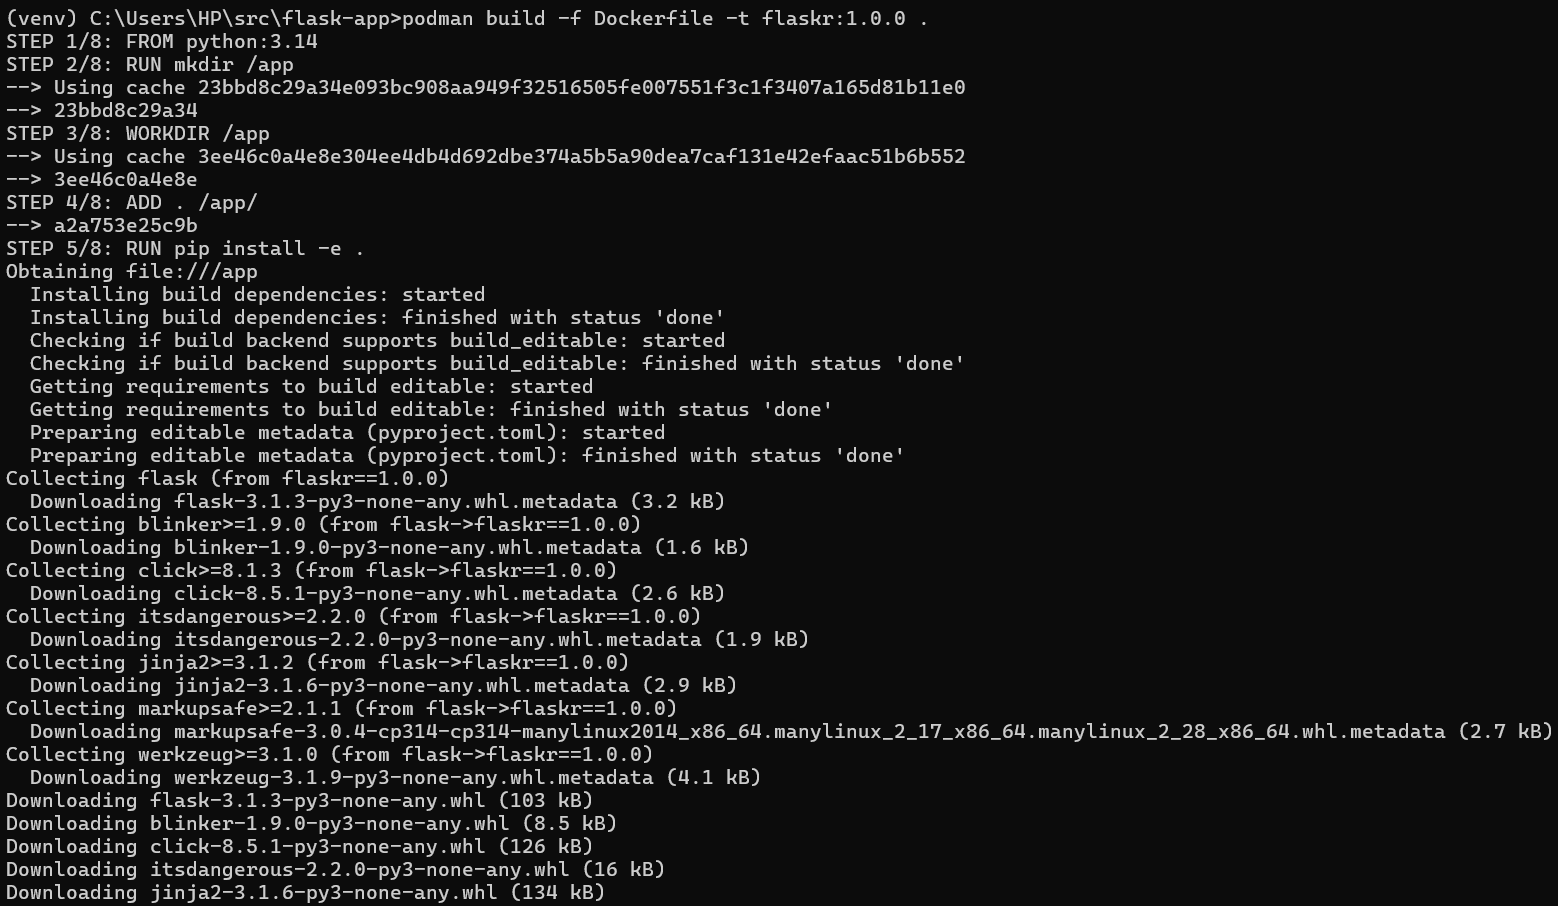 (venv) C:\Users\HP\src\flask-app>podman build -f Dockerfile -t flaskr:1.0.0 .
STEP 1/8: FROM python:3.14
STEP 2/8: RUN mkdir /app
--> Using cache 23bbd8c29a34e093bc908aa949f32516505fe007551f3c1f3407a165d81b11e0
--> 23bbd8c29a34
STEP 3/8: WORKDIR /app
--> Using cache 3ee46c0a4e8e304ee4db4d692dbe374a5b5a90dea7caf131e42efaac51b6b552
--> 3ee46c0a4e8e
STEP 4/8: ADD . /app/
--> a2a753e25c9b
STEP 5/8: RUN pip install -e .
Obtaining file:///app
  Installing build dependencies: started
  Installing build dependencies: finished with status 'done'
  Checking if build backend supports build_editable: started
  Checking if build backend supports build_editable: finished with status 'done'
  Getting requirements to build editable: started
  Getting requirements to build editable: finished with status 'done'
  Preparing editable metadata (pyproject.toml): started
  Preparing editable metadata (pyproject.toml): finished with status 'done'
Collecting flask (from flaskr==1.0.0)
  Downloading flask-3.1.3-py3-none-any.whl.metadata (3.2 kB)
Collecting blinker>=1.9.0 (from flask->flaskr==1.0.0)
  Downloading blinker-1.9.0-py3-none-any.whl.metadata (1.6 kB)
Collecting click>=8.1.3 (from flask->flaskr==1.0.0)
  Downloading click-8.5.1-py3-none-any.whl.metadata (2.6 kB)
Collecting itsdangerous>=2.2.0 (from flask->flaskr==1.0.0)
  Downloading itsdangerous-2.2.0-py3-none-any.whl.metadata (1.9 kB)
Collecting jinja2>=3.1.2 (from flask->flaskr==1.0.0)
  Downloading jinja2-3.1.6-py3-none-any.whl.metadata (2.9 kB)
Collecting markupsafe>=2.1.1 (from flask->flaskr==1.0.0)
  Downloading markupsafe-3.0.4-cp314-cp314-manylinux2014_x86_64.manylinux_2_17_x86_64.manylinux_2_28_x86_64.whl.metadata (2.7 kB)
Collecting werkzeug>=3.1.0 (from flask->flaskr==1.0.0)
  Downloading werkzeug-3.1.9-py3-none-any.whl.metadata (4.1 kB)
Downloading flask-3.1.3-py3-none-any.whl (103 kB)
Downloading blinker-1.9.0-py3-none-any.whl (8.5 kB)
Downloading click-8.5.1-py3-none-any.whl (126 kB)
Downloading itsdangerous-2.2.0-py3-none-any.whl (16 kB)
Downloading jinja2-3.1.6-py3-none-any.whl (134 kB)